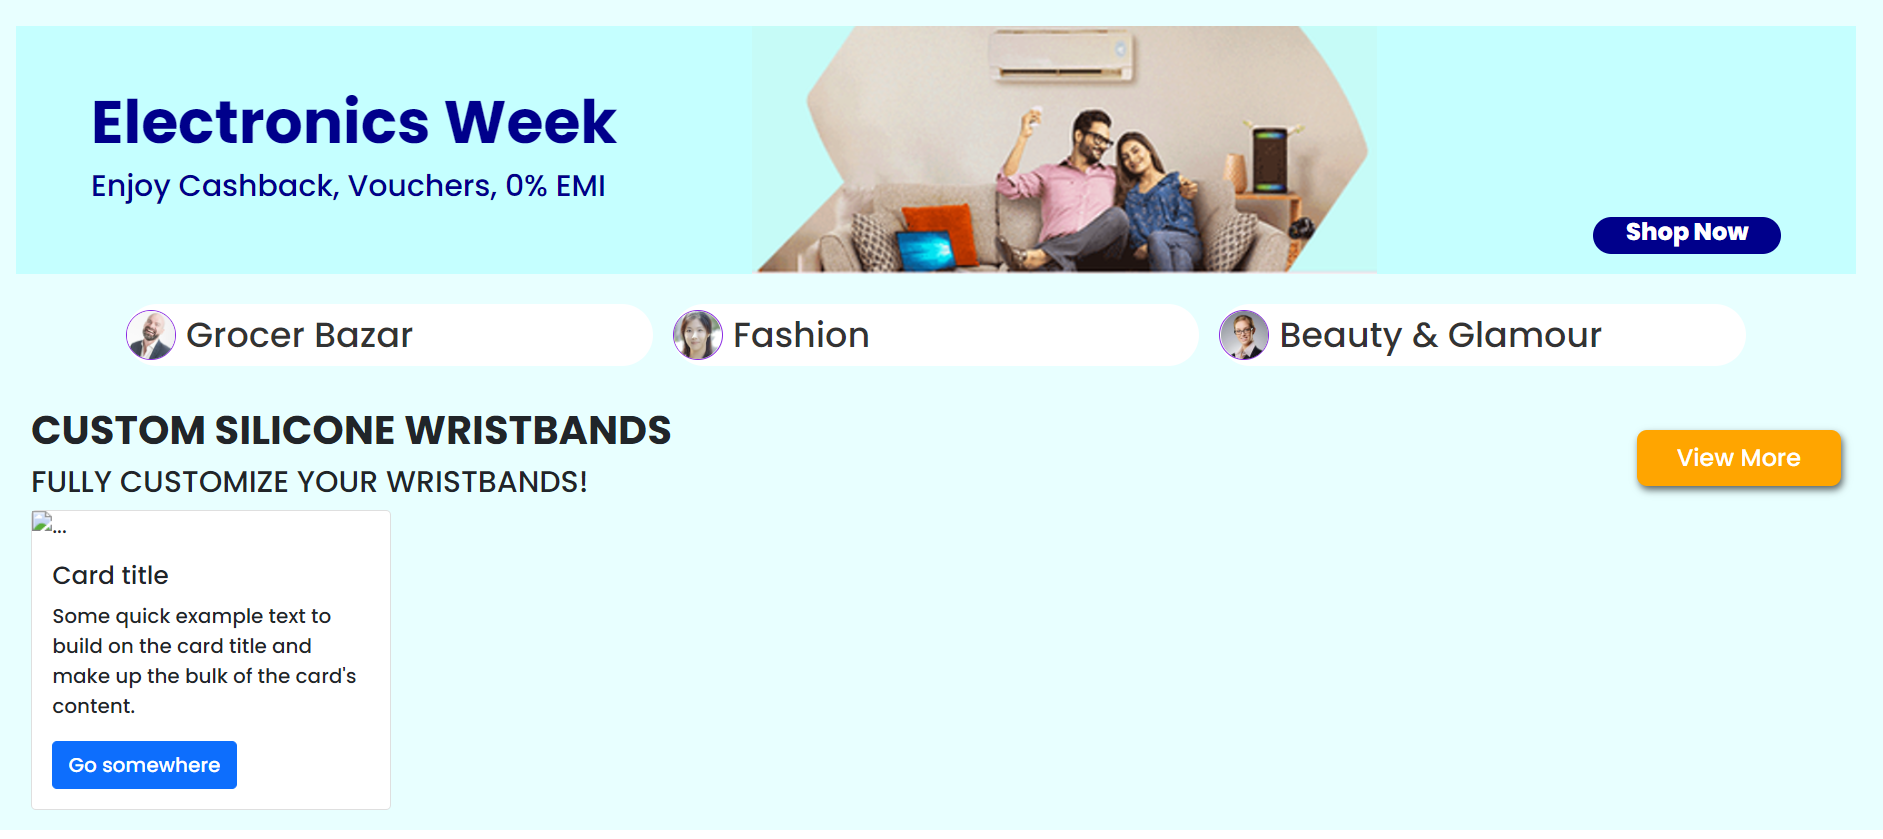 Electronics Week
Enjoy Cashback, Vouchers, 0% EMI
Shop Now
Grocer Bazar
Fashion
Beauty & Glamour
CUSTOM SILICONE WRISTBANDS
FULLY CUSTOMIZE YOUR WRISTBANDS!
View More
...
Card title
Some quick example text to
build on the card title and
make up the bulk of the card's
content.
Go somewhere